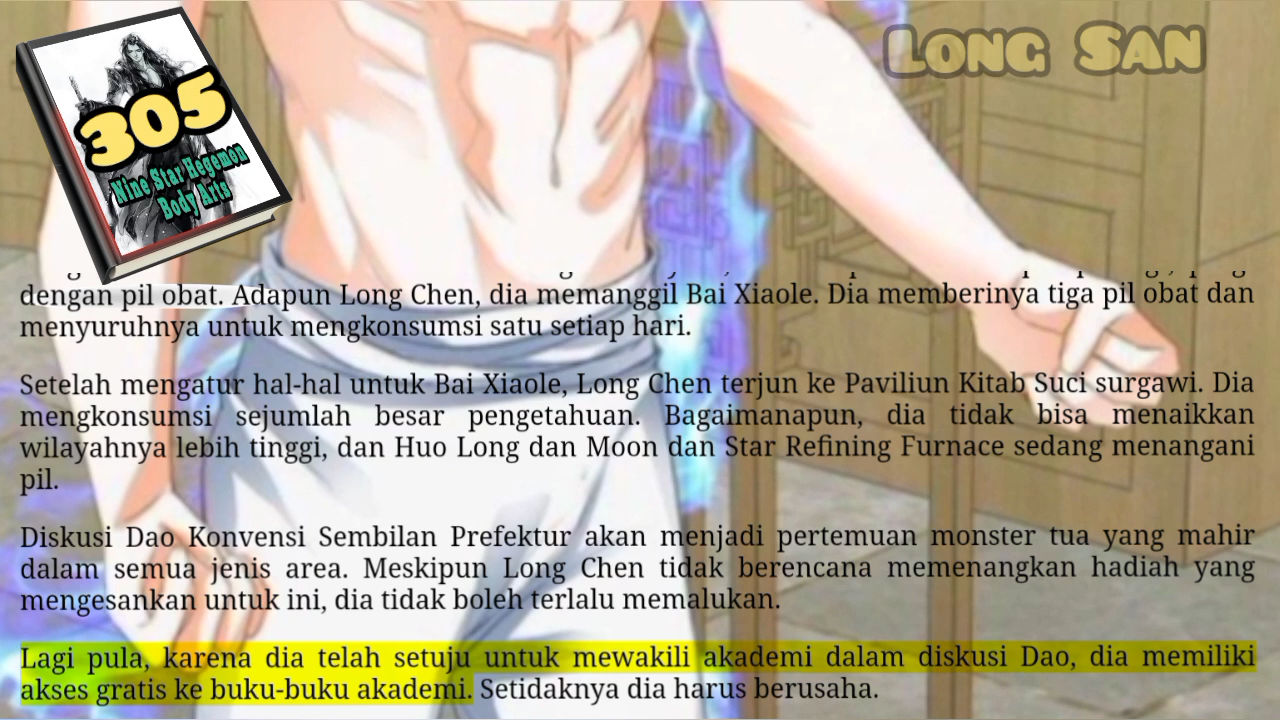 305
Nine Star Hegemon
Body Arts
LONG SAN
dengan pil obat. Adapun Long Chen, dia memanggil Bai Xiaole. Dia memberinya tiga pil obat dan
menyuruhnya untuk mengkonsumsi satu setiap hari.
Setelah mengatur hal-hal untuk Bai Xiaole, Long Chen terjun ke Paviliun Kitab Suci surgawi. Dia
mengkonsumsi sejumlah besar pengetahuan. Bagaimanapun, dia tidak bisa menaikkan
wilayahnya lebih tinggi, dan Huo Long dan Moon dan Star Refining Furnace sedang menangani
pil.
Diskusi Dao Konvensi Sembilan Prefektur akan menjadi pertemuan monster tua yang mahir
dalam semua jenis area. Meskipun Long Chen tidak berencana memenangkan hadiah yang
mengesankan untuk ini, dia tidak boleh terlalu memalukan.
Lagi pula, karena dia telah setuju untuk mewakili akademi dalam diskusi Dao, dia memiliki
akses gratis ke buku-buku akademi. Setidaknya dia harus berusaha.